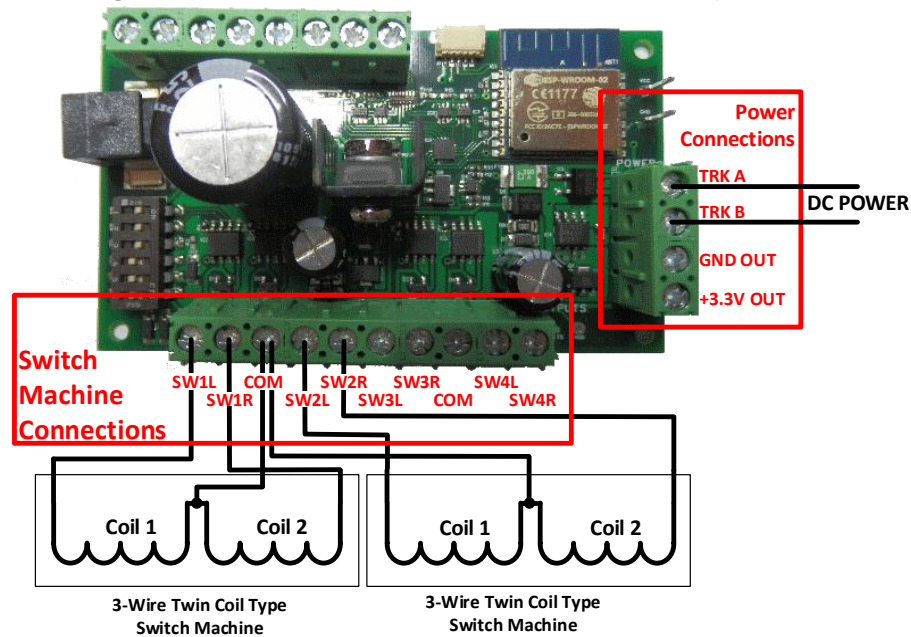 ESP-WROOM-02
CE1177
POWER
Power
Connections
TRK A
TRK B
DC POWER
GND OUT
+3.3V OUT
Switch
Machine
Connections
SW1L
COM
SW2R
SW3R
SW4L
SW1R
SW2L
SW3L
COM
SW4R
Coil 1
Coil 2
Coil 1
Coil 2
3-Wire Twin Coil Type
Switch Machine
3-Wire Twin Coil Type
Switch Machine